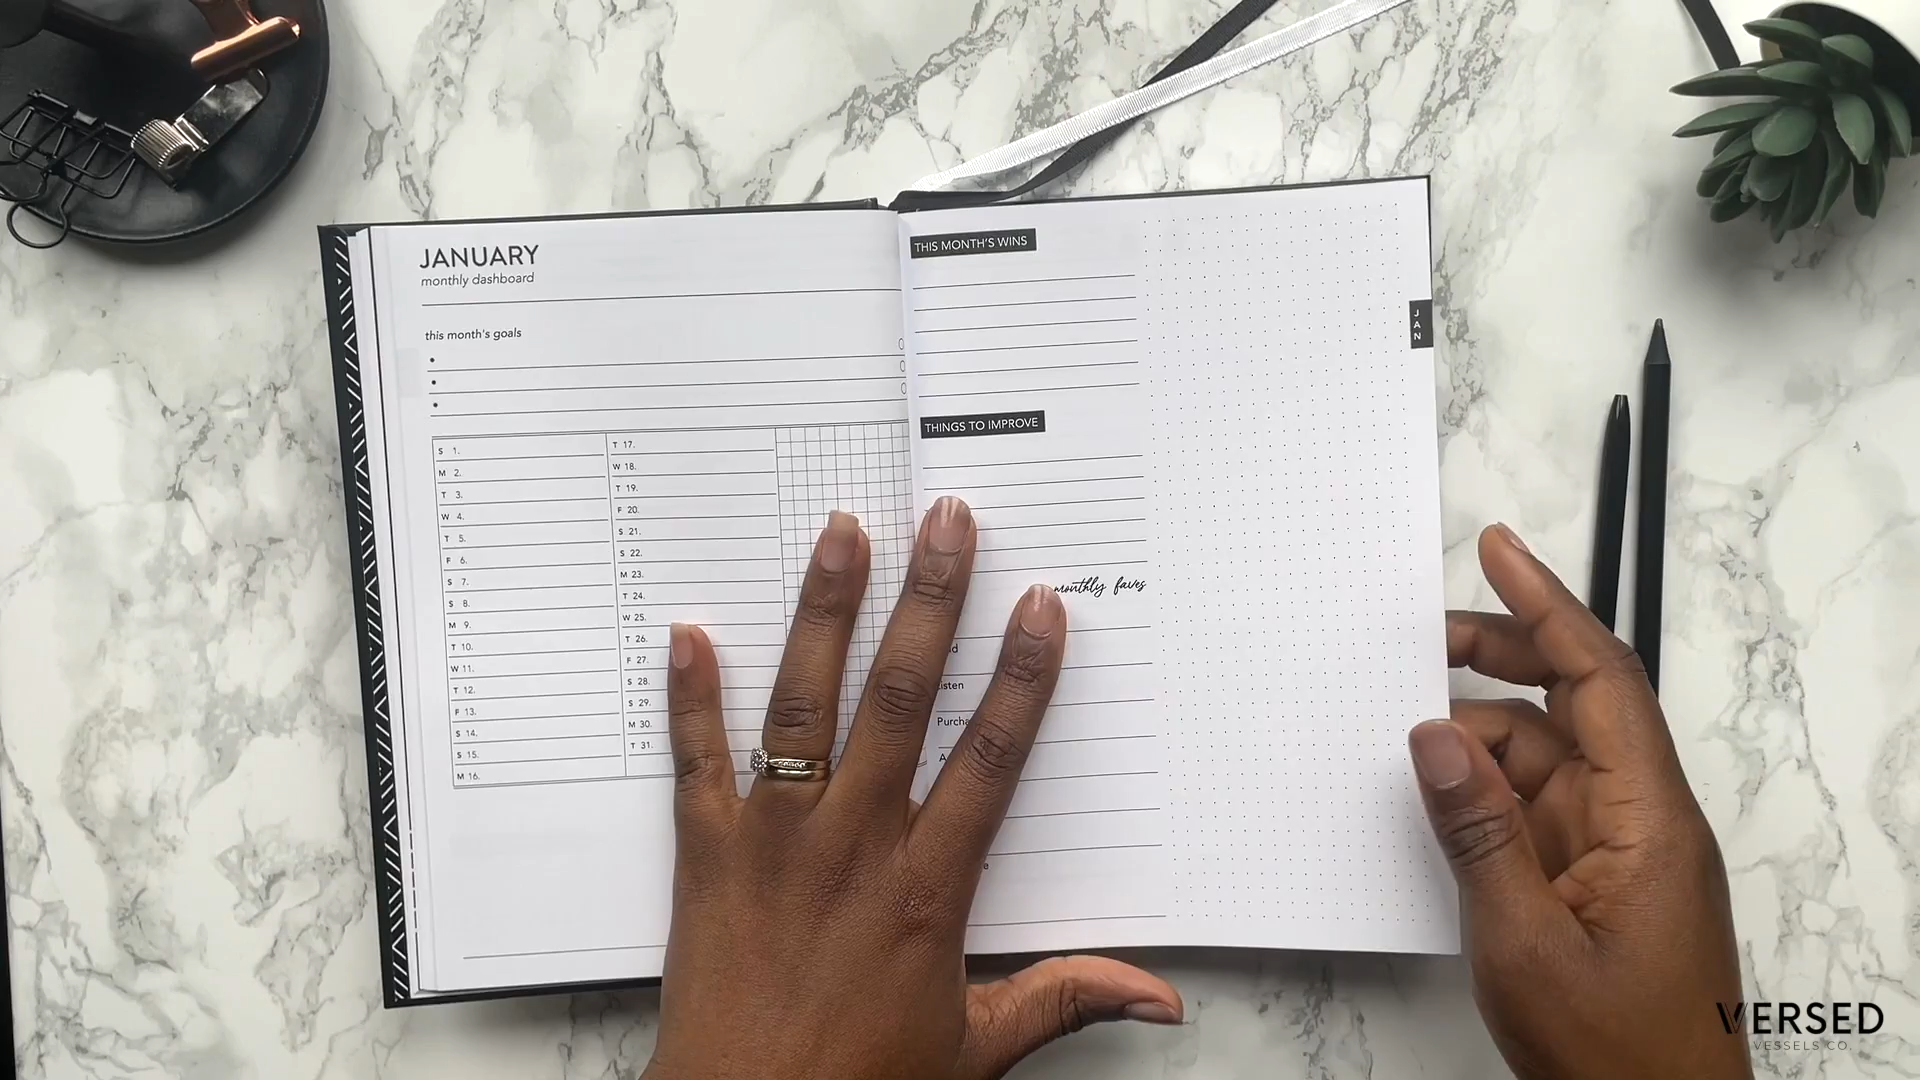 JANUARY
monthly dashboard
this month's goals
S 1.
M 2.
T 3.
W 4.
T 5.
F 6.
S 7.
S 8.
M 9.
T 10.
W 11.
T 12.
F 13.
S 14.
S 15.
M 16.
T 17.
W 18.
T 19.
F 20.
S 21.
S 22.
M 23.
T 24.
W 25.
T 26.
F 27.
S 28.
S 29.
M 30.
T 31.
THIS MONTH'S WINS
THINGS TO IMPROVE
monthly faves
JAN
VERSED
VESSELS CO.